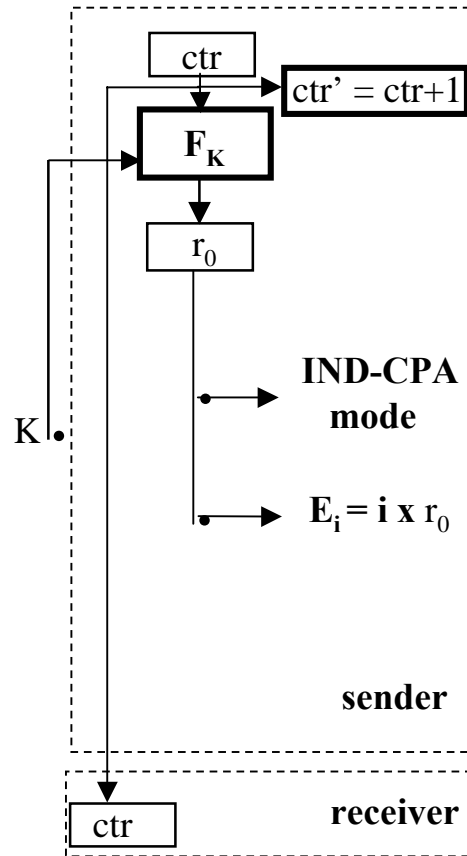 ctr
ctr’ = ctr+1
F_K
r_0
IND-CPA
mode
K
E_i = i x r_0
sender
receiver
ctr